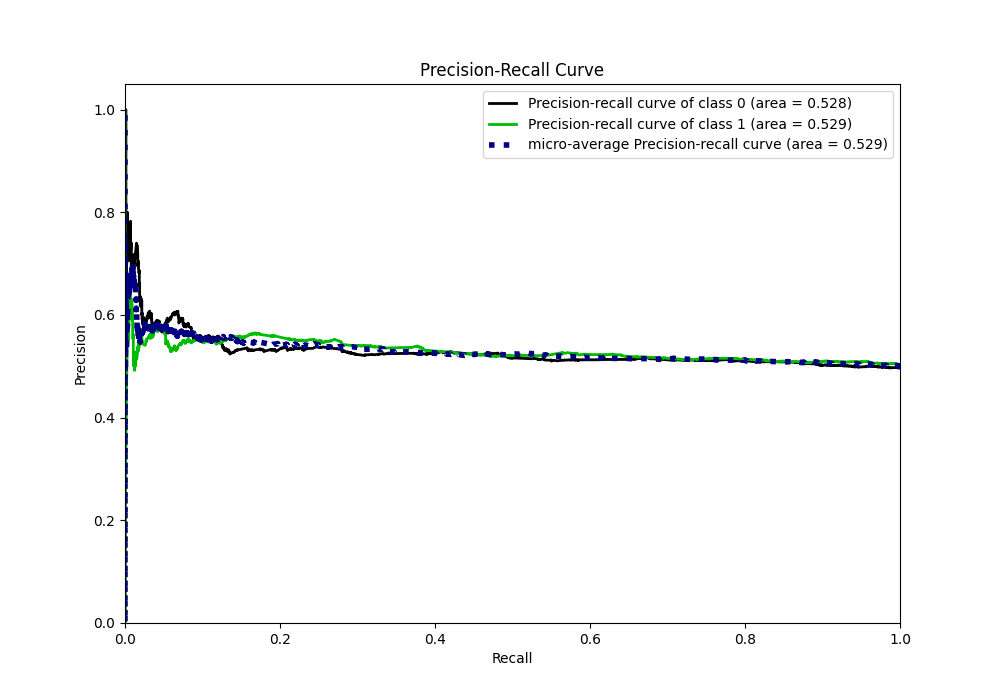 Precision-Recall Curve
Precision-recall curve of class 0 (area = 0.528)
Precision-recall curve of class 1 (area = 0.529)
micro-average Precision-recall curve (area = 0.529)
Precision
1.0
0.8
0.6
0.4
0.2
0.0
0.0 0.2 0.4 0.6 0.8 1.0
Recall